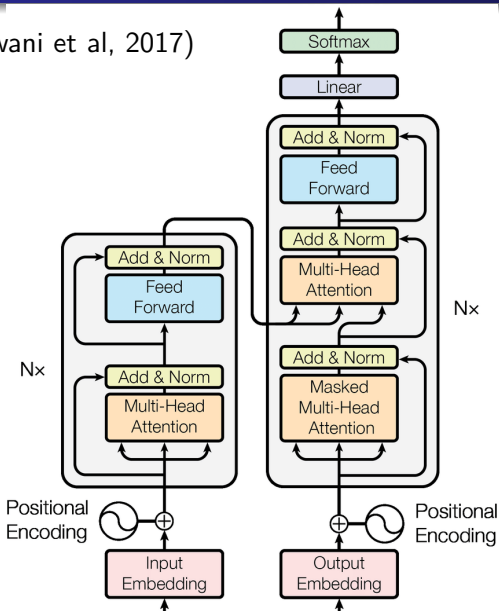 wani et al, 2017)
Softmax
Linear
Add & Norm
Feed
Forward
Add & Norm
Multi-Head
Attention
Add & Norm
Masked
Multi-Head
Attention
N×
Add & Norm
Feed
Forward
Add & Norm
Multi-Head
Attention
N×
Positional
Encoding
Positional
Encoding
Input
Embedding
Output
Embedding